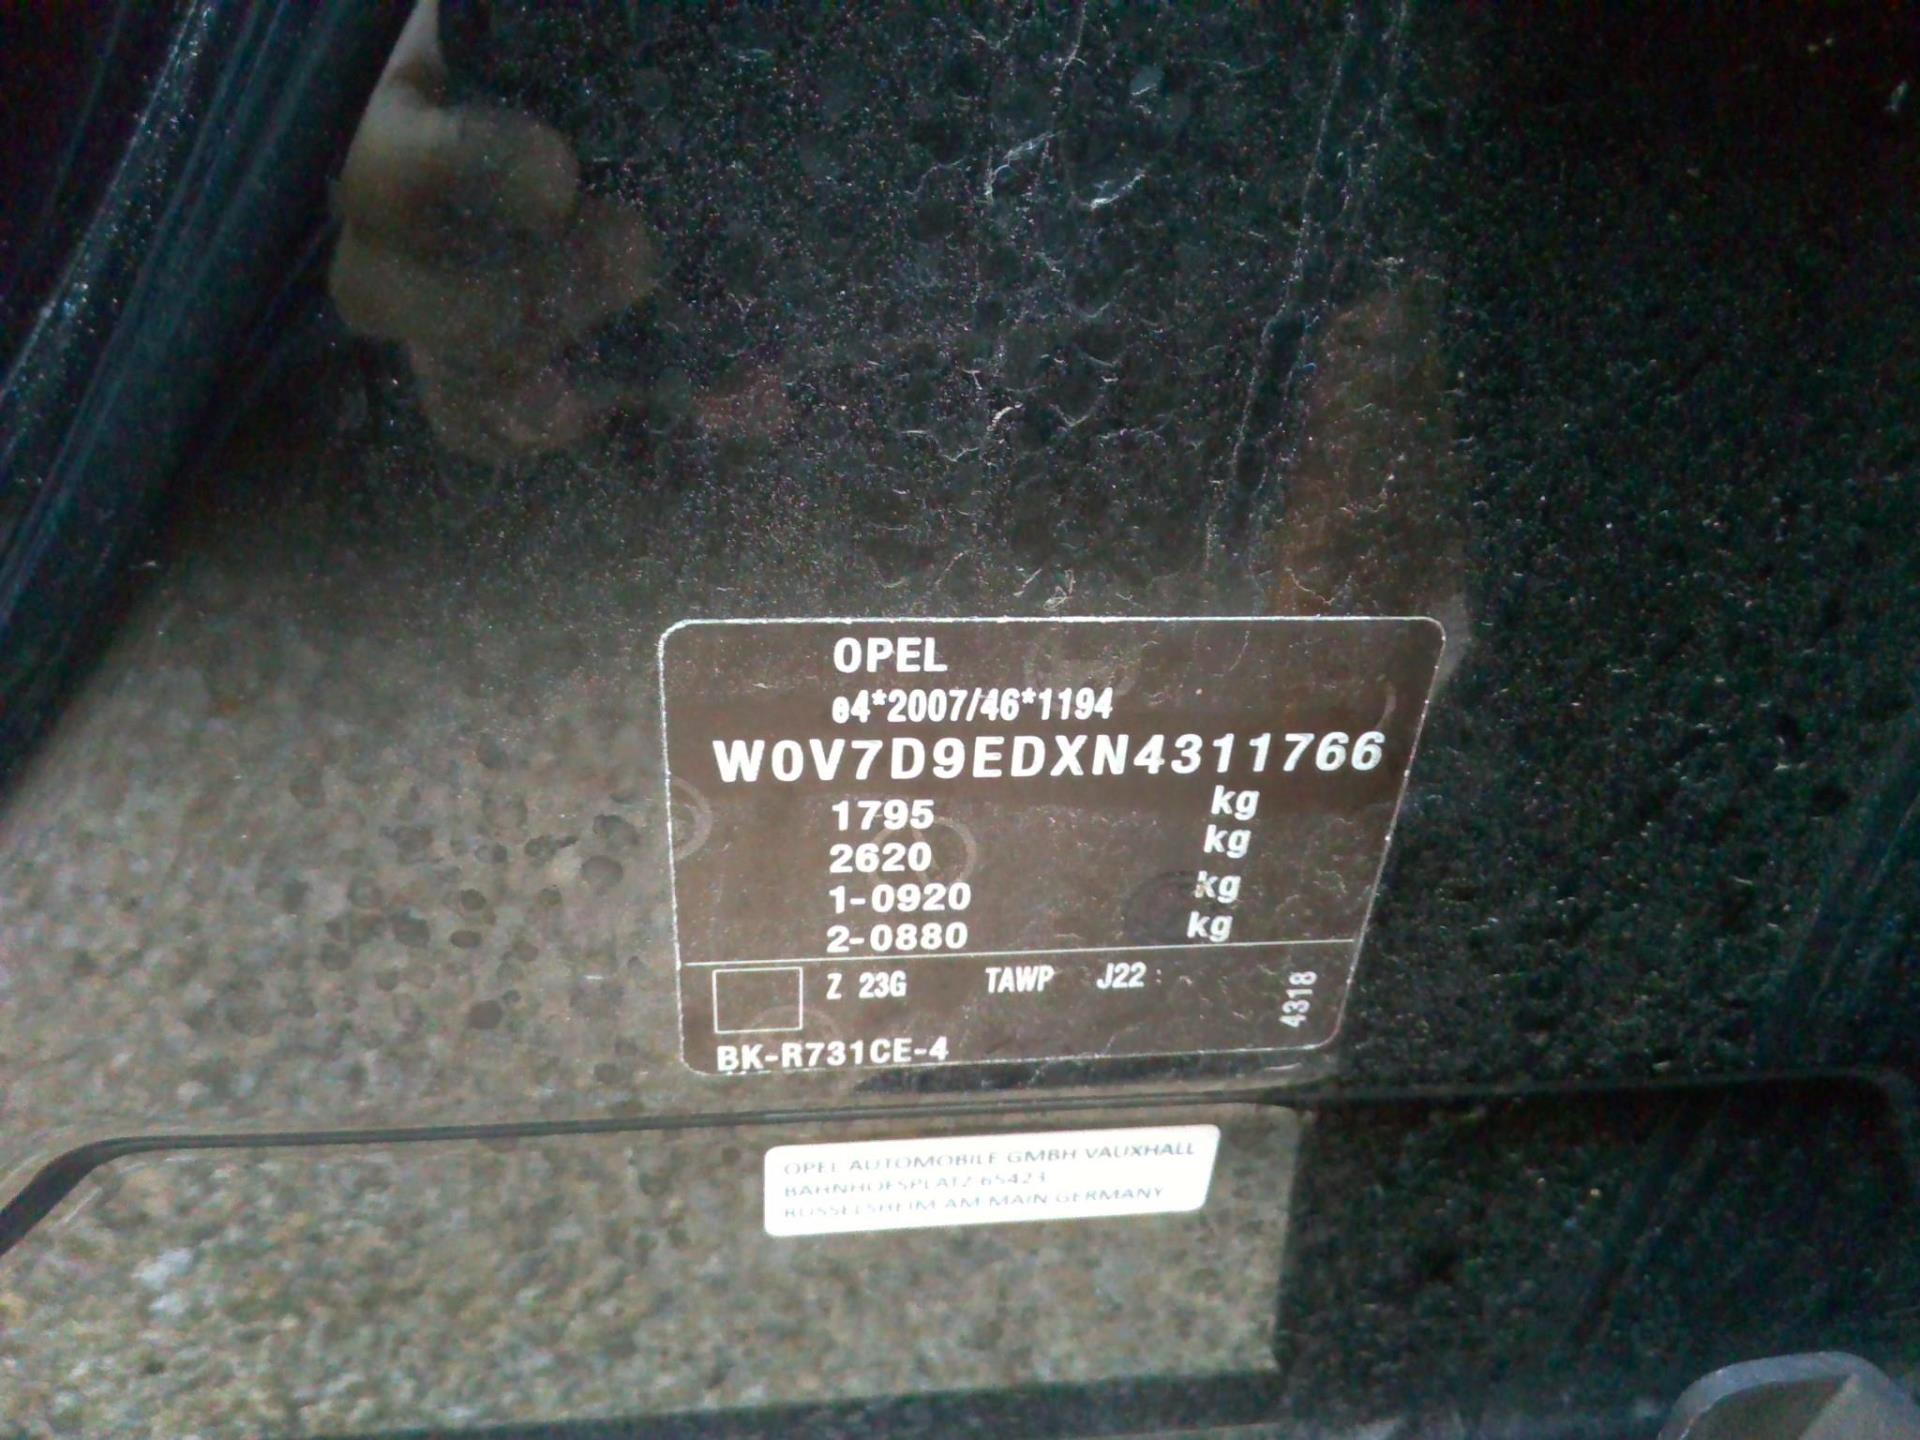 OPEL
e4*2007/46*1194
W0V7D9EDXN4311766
1795 kg
2620 kg
1-0920 kg
2-0880 kg
Z 23G TAWP J22
4318
BK-R731CE-4
OPEL AUTOMOBILE GMBH VAUXHALL
BAHNHOFSPLATZ 65423
RÜSSELSHEIM AM MAIN GERMANY